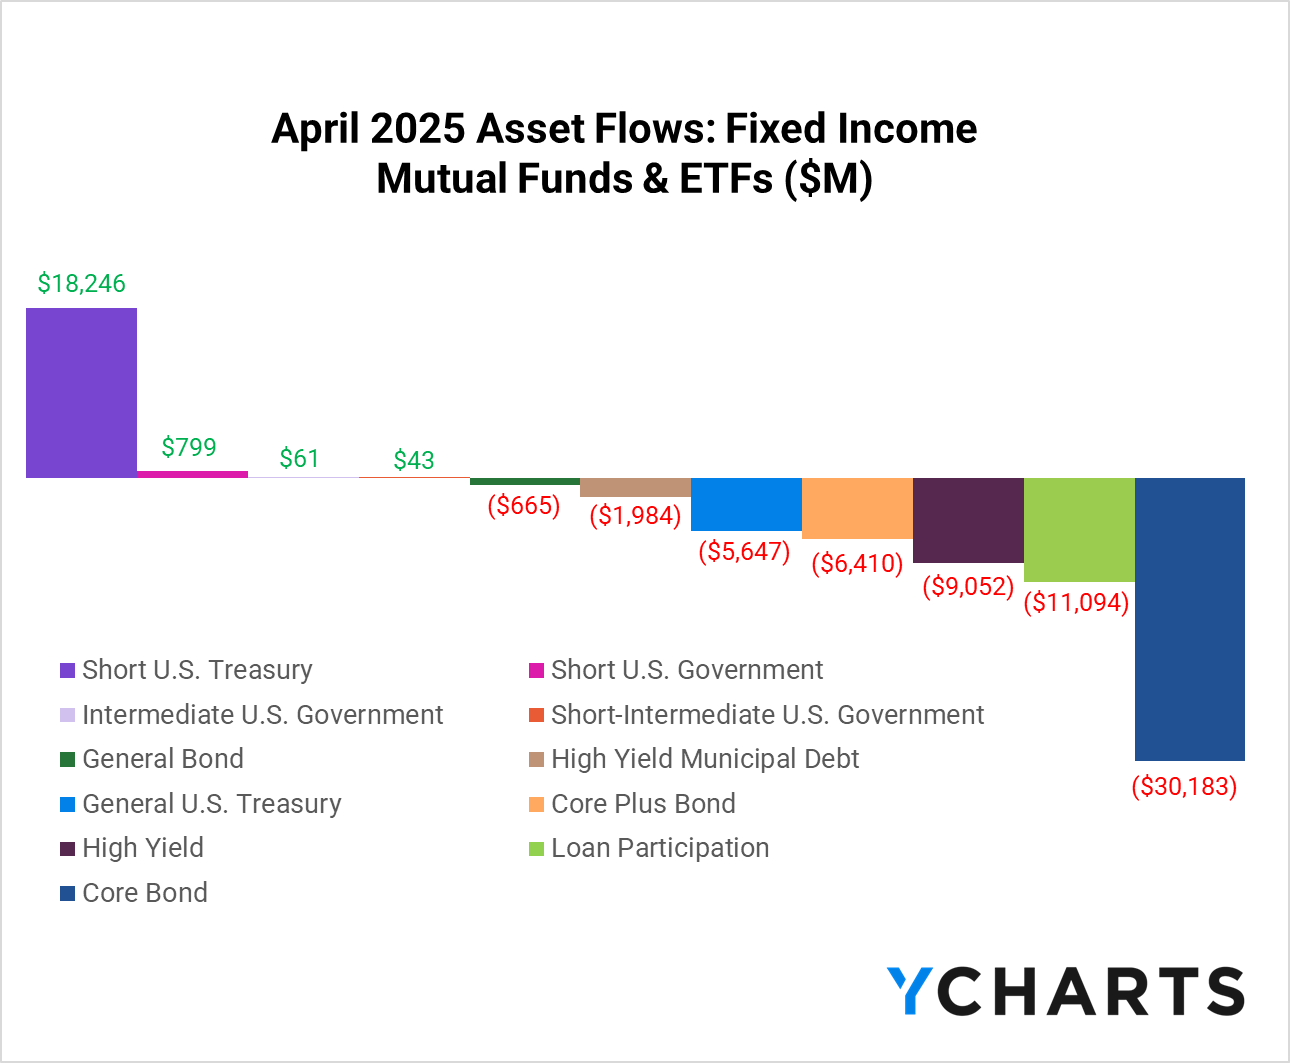 April 2025 Asset Flows: Fixed Income
Mutual Funds & ETFs ($M)
$18,246
$799
$61
$43
($665)
($1,984)
($5,647)
($6,410)
($9,052)
($11,094)
($30,183)
Short U.S. Treasury
Short U.S. Government
Intermediate U.S. Government
Short-Intermediate U.S. Government
General Bond
High Yield Municipal Debt
General U.S. Treasury
Core Plus Bond
High Yield
Loan Participation
Core Bond
YCHARTS